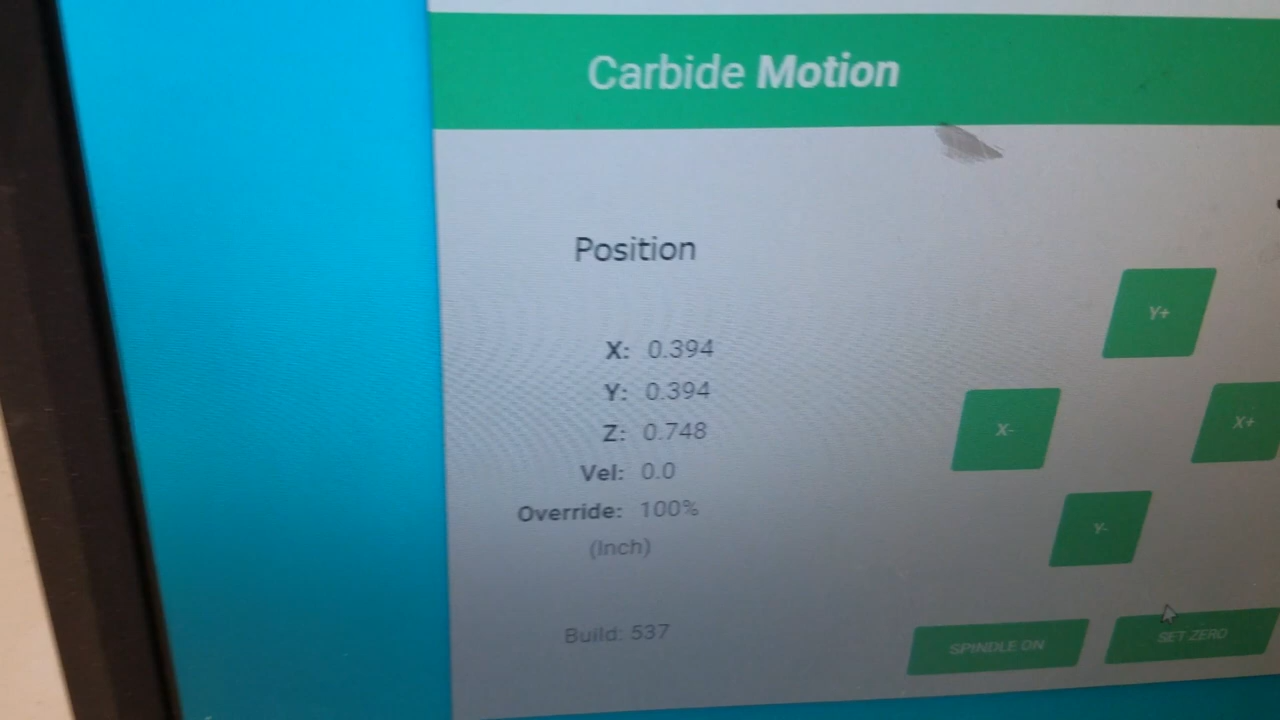 Carbide Motion
Position
X: 0.394
Y: 0.394
Z: 0.748
Vel: 0.0
Override: 100%
(Inch)
Build: 537
Y+
X-
X+
Y-
SPINDLE ON
SET ZERO